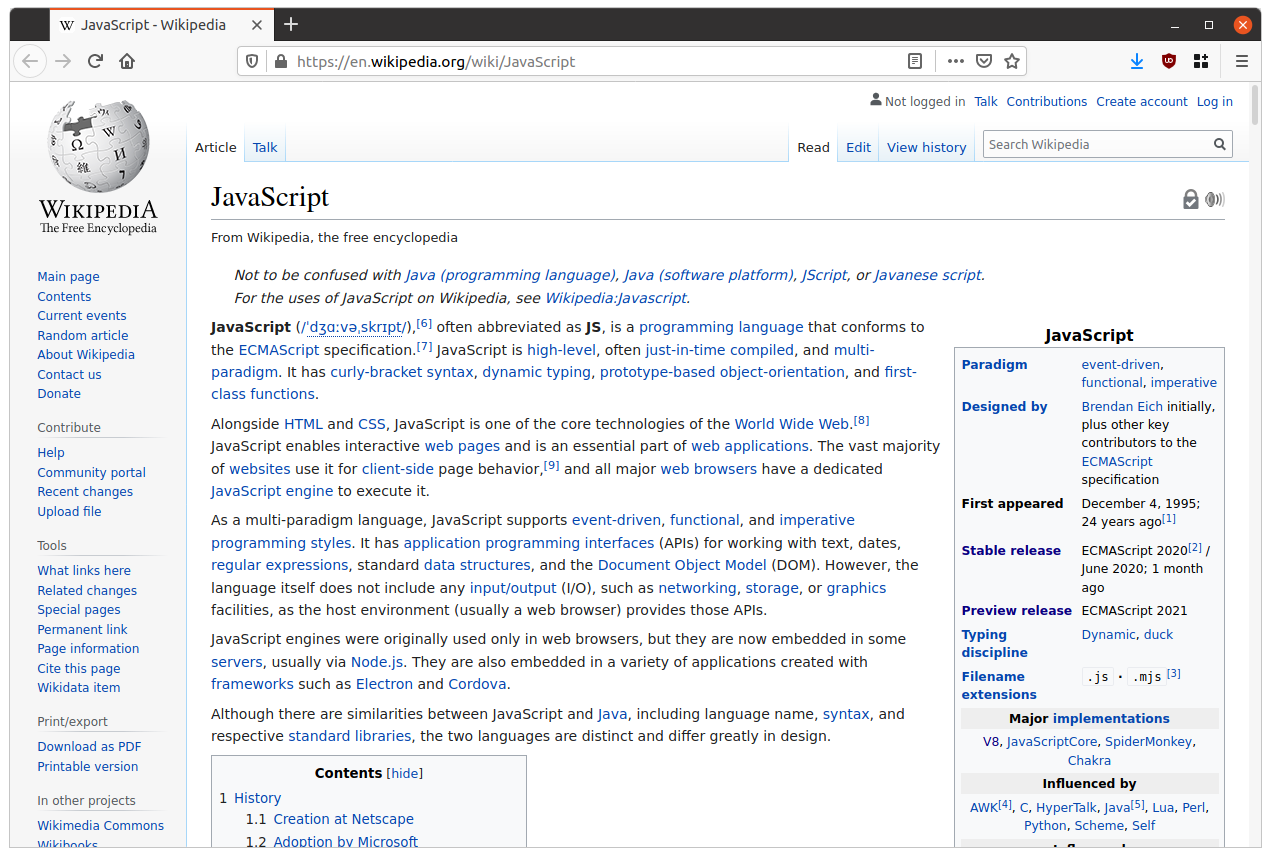 JavaScript - Wikipedia
https://en.wikipedia.org/wiki/JavaScript
Not logged in Talk Contributions Create account Log in
Article Talk Read Edit View history Search Wikipedia
WIKIPEDIA
The Free Encyclopedia
Main page
Contents
Current events
Random article
About Wikipedia
Contact us
Donate
Contribute
Help
Community portal
Recent changes
Upload file
Tools
What links here
Related changes
Special pages
Permanent link
Page information
Cite this page
Wikidata item
Print/export
Download as PDF
Printable version
In other projects
Wikimedia Commons
Wikibooks
JavaScript
From Wikipedia, the free encyclopedia
Not to be confused with Java (programming language), Java (software platform), JScript, or Javanese script.
For the uses of JavaScript on Wikipedia, see Wikipedia:Javascript.
JavaScript (/ˈdʒɑːvəˌskrɪpt/),[6] often abbreviated as JS, is a programming language that conforms to
the ECMAScript specification.[7] JavaScript is high-level, often just-in-time compiled, and multi-
paradigm. It has curly-bracket syntax, dynamic typing, prototype-based object-orientation, and first-
class functions.
Alongside HTML and CSS, JavaScript is one of the core technologies of the World Wide Web.[8]
JavaScript enables interactive web pages and is an essential part of web applications. The vast majority
of websites use it for client-side page behavior,[9] and all major web browsers have a dedicated
JavaScript engine to execute it.
As a multi-paradigm language, JavaScript supports event-driven, functional, and imperative
programming styles. It has application programming interfaces (APIs) for working with text, dates,
regular expressions, standard data structures, and the Document Object Model (DOM). However, the
language itself does not include any input/output (I/O), such as networking, storage, or graphics
facilities, as the host environment (usually a web browser) provides those APIs.
JavaScript engines were originally used only in web browsers, but they are now embedded in some
servers, usually via Node.js. They are also embedded in a variety of applications created with
frameworks such as Electron and Cordova.
Although there are similarities between JavaScript and Java, including language name, syntax, and
respective standard libraries, the two languages are distinct and differ greatly in design.
Contents [hide]
1 History
1.1 Creation at Netscape
1.2 Adoption by Microsoft
JavaScript
Paradigm event-driven,
functional, imperative
Designed by Brendan Eich initially,
plus other key
contributors to the
ECMAScript
specification
First appeared December 4, 1995;
24 years ago[1]
Stable release ECMAScript 2020[2] /
June 2020; 1 month
ago
Preview release ECMAScript 2021
Typing Dynamic, duck
discipline
Filename .js · .mjs [3]
extensions
Major implementations
V8, JavaScriptCore, SpiderMonkey,
Chakra
Influenced by
AWK[4], C, HyperTalk, Java[5], Lua, Perl,
Python, Scheme, Self